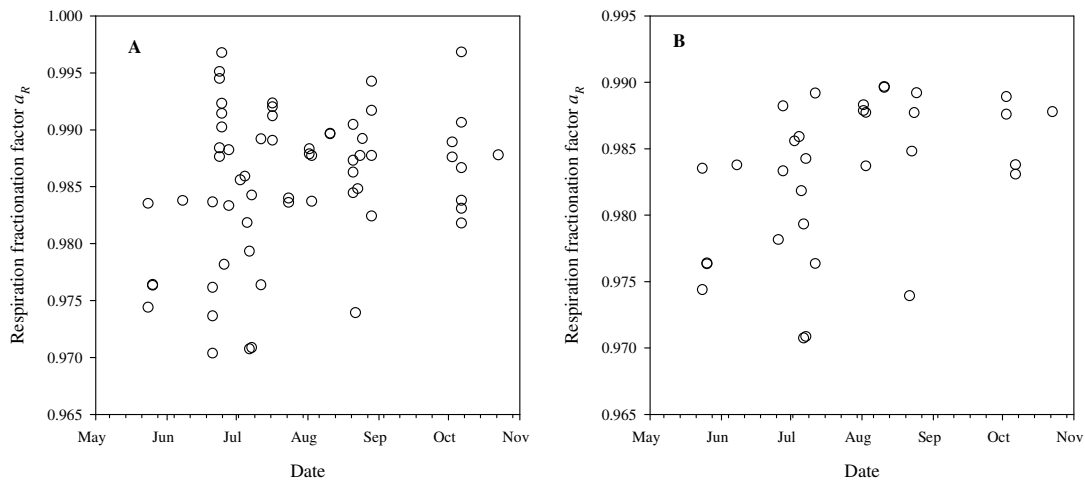 A
Respiration fractionation factor a_R
1.000
0.995
0.990
0.985
0.980
0.975
0.970
0.965
May Jun Jul Aug Sep Oct Nov
Date
B
Respiration fractionation factor a_R
0.995
0.990
0.985
0.980
0.975
0.970
0.965
May Jun Jul Aug Sep Oct Nov
Date